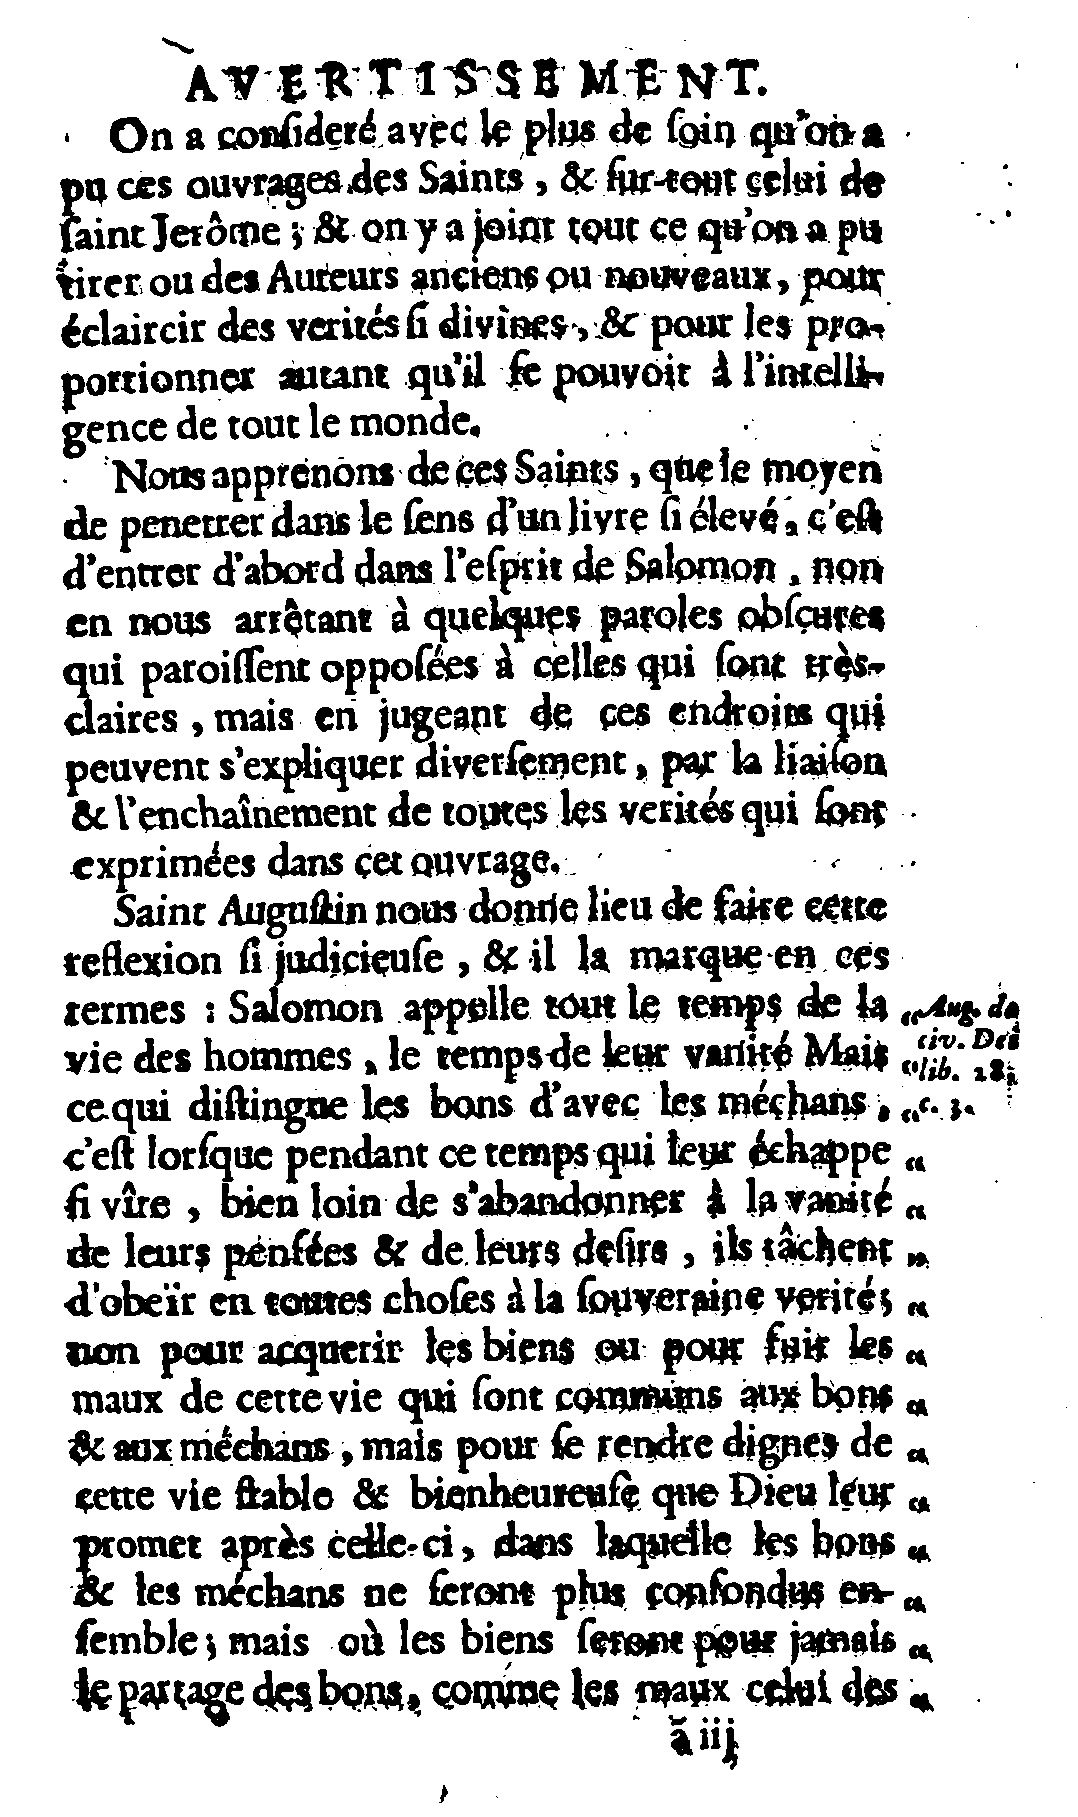 AVERTISSEMENT.
On a conſideré avec le plus de ſoin qu'on a
pu ces ouvrages des Saints, & ſur-tout celui de
ſaint Jerôme; & on y a joint tout ce qu'on a pu
tirer ou des Auteurs anciens ou nouveaux, pour
éclaircir des verités ſi divines, & pour les pro-
portionner autant qu'il ſe pouvoit à l'intelli-
gence de tout le monde.
Nous apprenons de ces Saints, que le moyen
de penetrer dans le ſens d'un livre ſi élevé, c'eſt
d'entrer d'abord dans l'eſprit de Salomon, non
en nous arrêtant à quelques paroles obſcures
qui paroiſſent oppoſées à celles qui ſont très-
claires, mais en jugeant de ces endroits qui
peuvent s'expliquer diverſement, par la liaiſon
& l'enchaînement de toutes les verités qui ſont
exprimées dans cet ouvrage.
Saint Auguſtin nous donne lieu de faire cette
reflexion ſi judicieuſe, & il la marque en ces
termes : Salomon appelle tout le temps de la
vie des hommes, le temps de leur vanité Mais
ce qui diſtingue les bons d'avec les méchans,
c'eſt lorſque pendant ce temps qui leur échappe
ſi vîte, bien loin de s'abandonner à la vanité
de leurs penſées & de leurs deſirs, ils tâchent
d'obeïr en toutes choſes à la ſouveraine verité;
non pour acquerir les biens ou pour fuir les
maux de cette vie qui ſont communs aux bons
& aux méchans, mais pour ſe rendre dignes de
cette vie ſtable & bienheureuſe que Dieu leur
promet après celle-ci, dans laquelle les bons
& les méchans ne ſeront plus confondus en-
ſemble; mais où les biens ſeront pour jamais
le partage des bons, comme les maux celui des
ã iij
Aug. de
civ. Dei
lib. 28.
c. 3.